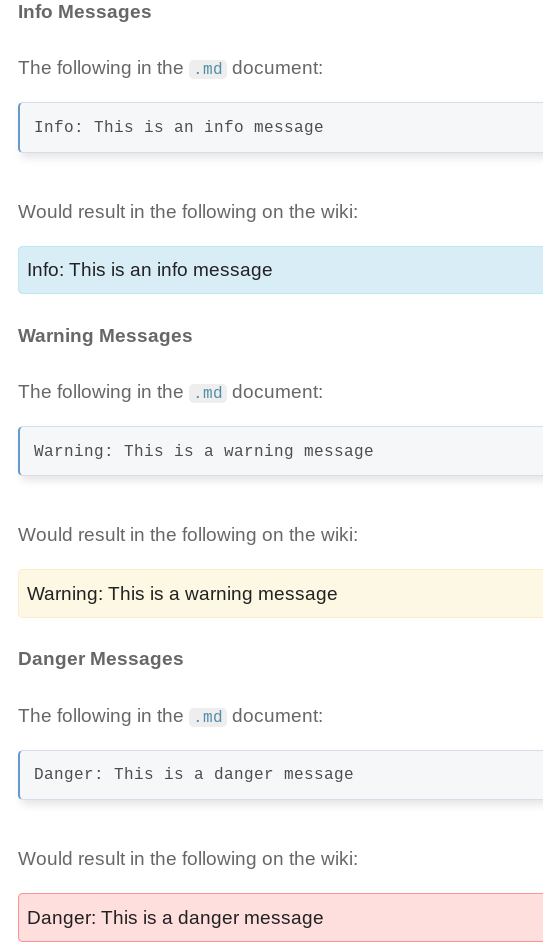 Info Messages
The following in the .md document:
Info: This is an info message
Would result in the following on the wiki:
Info: This is an info message
Warning Messages
The following in the .md document:
Warning: This is a warning message
Would result in the following on the wiki:
Warning: This is a warning message
Danger Messages
The following in the .md document:
Danger: This is a danger message
Would result in the following on the wiki:
Danger: This is a danger message